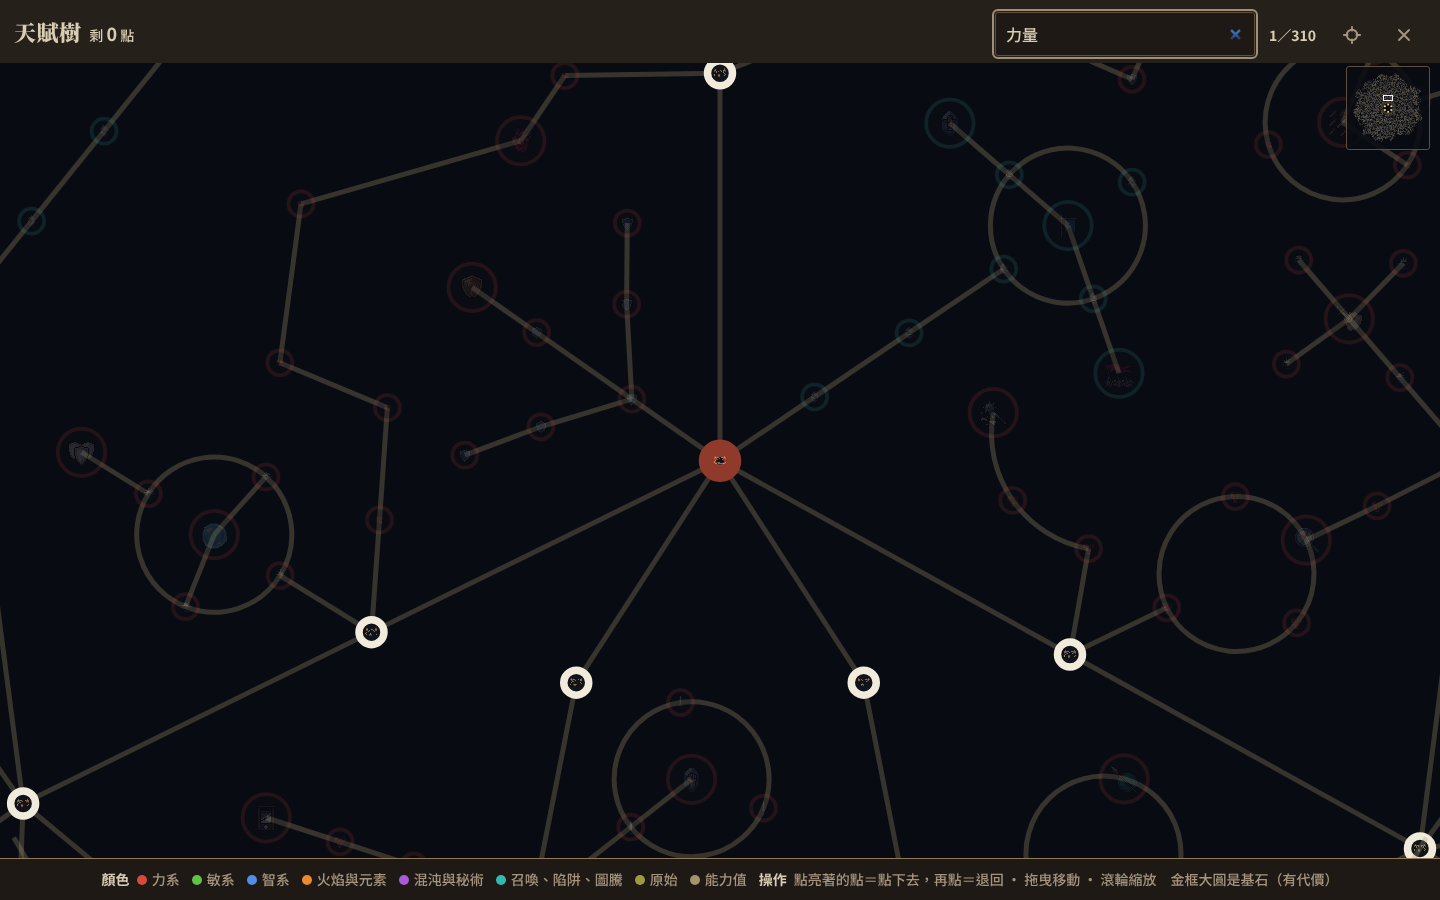 天賦樹 剩 0 點
力量
1／310
顏色 力系 敏系 智系 火焰與元素 混沌與秘術 召喚、陷阱、圖騰 原始 能力值 操作 點亮著的點＝點下去，再點＝退回 · 拖曳移動 · 滾輪縮放 金框大圓是基石（有代價）